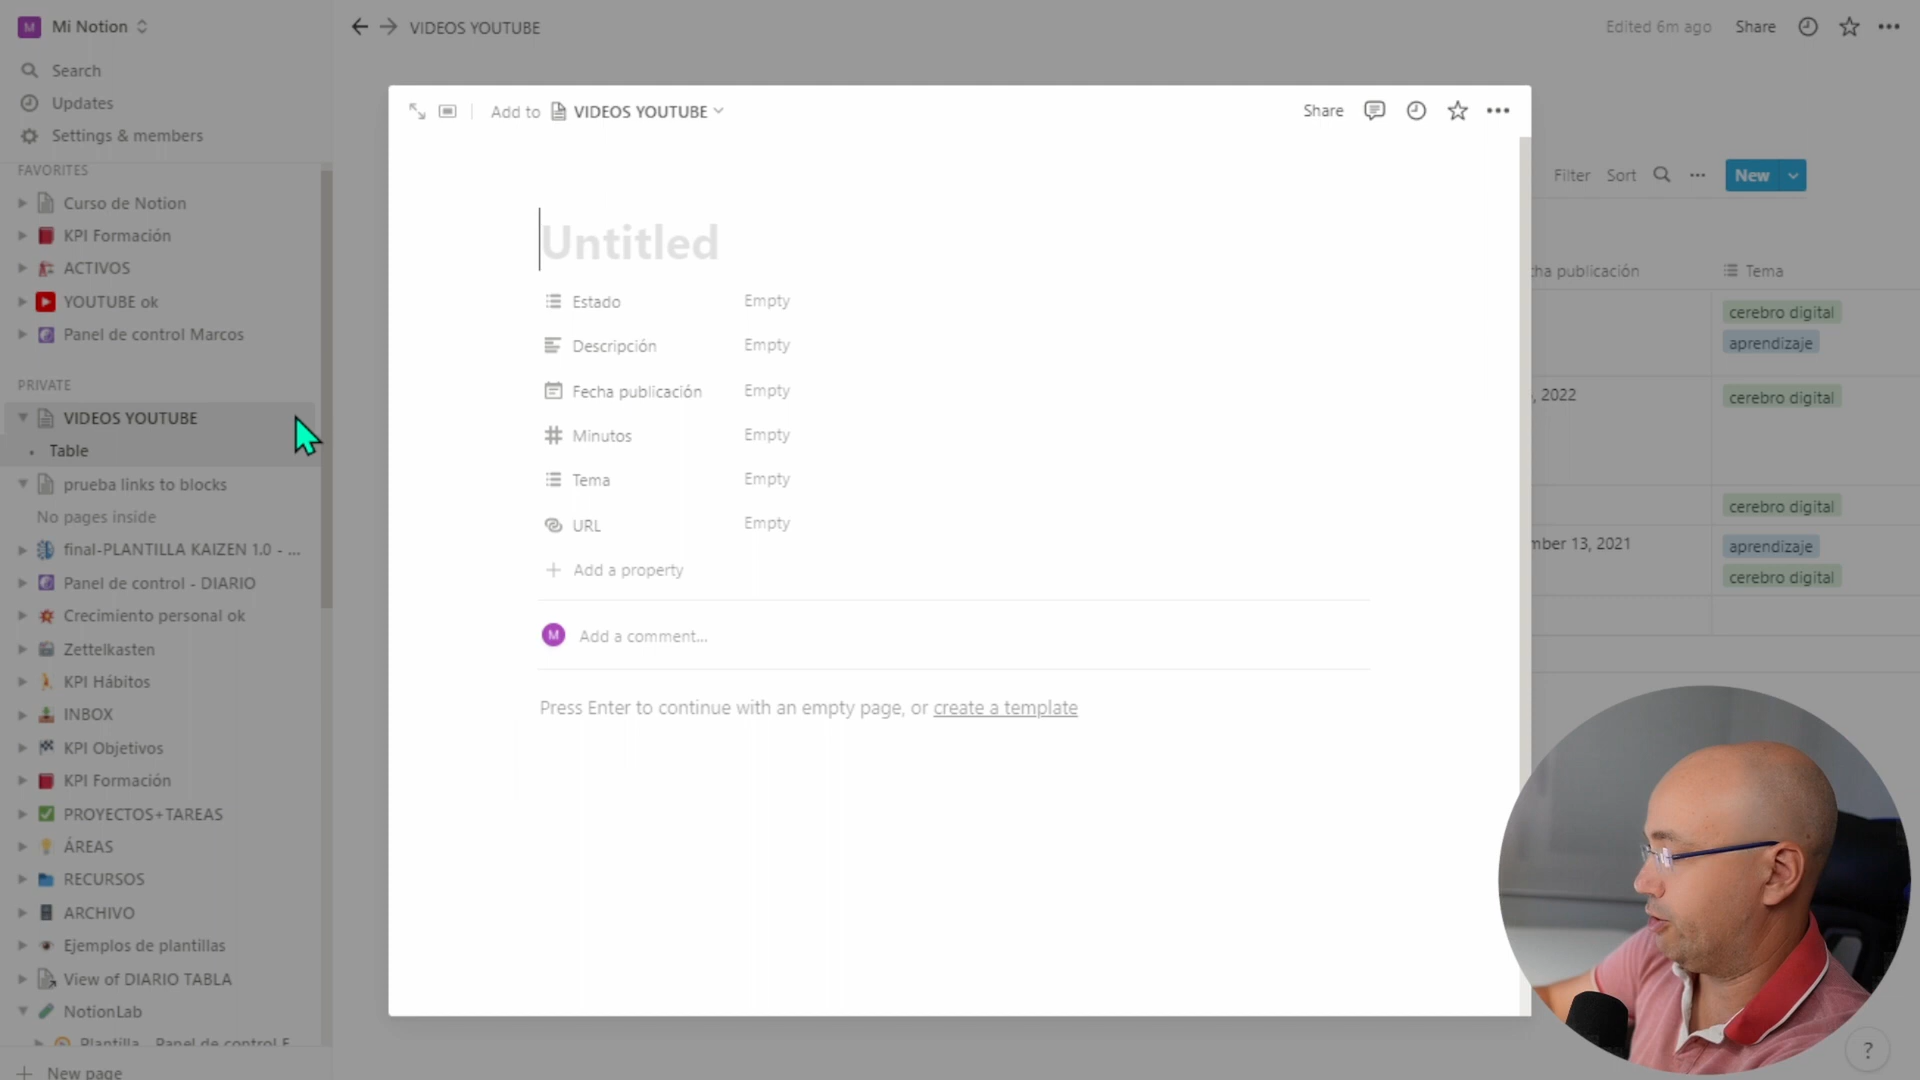 M Mi Notion
Search
Updates
Settings & members
FAVORITES
Curso de Notion
KPI Formación
ACTIVOS
YOUTUBE ok
Panel de control Marcos
PRIVATE
VIDEOS YOUTUBE
Table
prueba links to blocks
No pages inside
final-PLANTILLA KAIZEN 1.0 - ...
Panel de control - DIARIO
Crecimiento personal ok
Zettelkasten
KPI Hábitos
INBOX
KPI Objetivos
KPI Formación
PROYECTOS+TAREAS
ÁREAS
RECURSOS
ARCHIVO
Ejemplos de plantillas
View of DIARIO TABLA
NotionLab
Plantilla - Panel de control F
New page
VIDEOS YOUTUBE
Edited 6m ago Share
Add to VIDEOS YOUTUBE
Share
Untitled
Estado Empty
Descripción Empty
Fecha publicación Empty
Minutos Empty
Tema Empty
URL Empty
Add a property
M Add a comment...
Press Enter to continue with an empty page, or create a template
Filter Sort New
cha publicación Tema
cerebro digital
aprendizaje
, 2022 cerebro digital
cerebro digital
mber 13, 2021 aprendizaje
cerebro digital
?